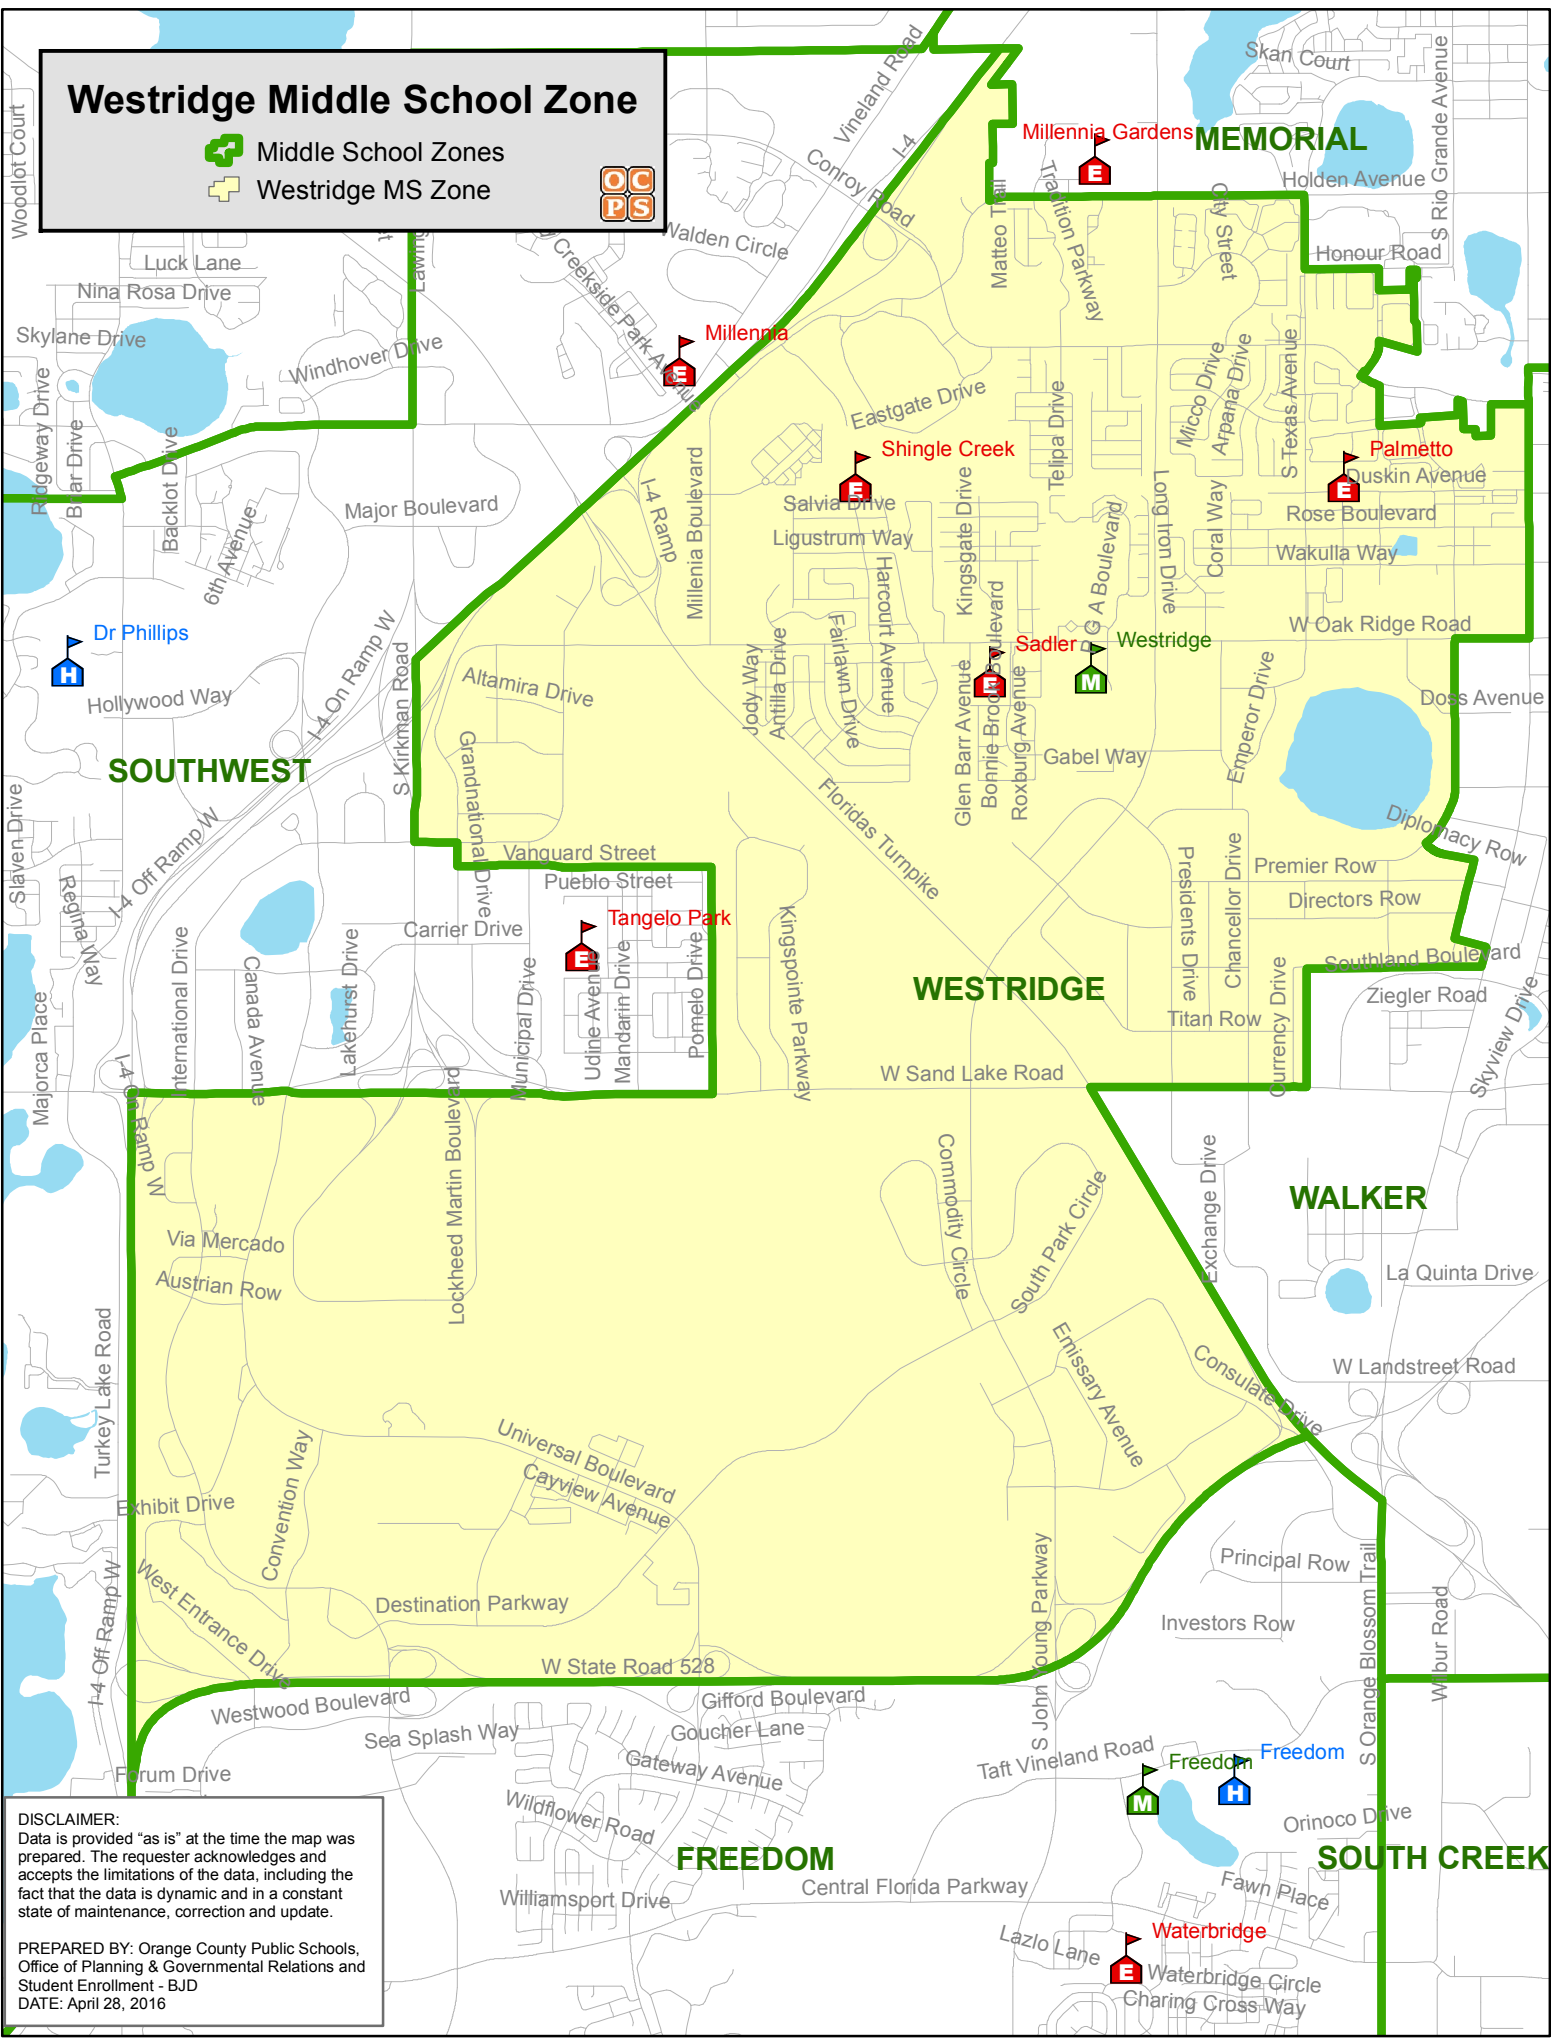 Westridge Middle School Zone
Middle School Zones
Westridge MS Zone
OC
PS
Woodlot Court
Vineland Road
I-4
Conroy Road
Skan Court
S Rio Grande Avenue
Millennia Gardens
MEMORIAL
E
Holden Avenue
Matteo Trail
Tradition Parkway
City Street
Honour Road
Walden Circle
Creekside Park Avenue
Luck Lane
Nina Rosa Drive
Skylane Drive
Windhover Drive
Millennia
E
Ridgeway Drive
Briar Drive
Backlot Drive
6th Avenue
Major Boulevard
I-4 Ramp
Millenia Boulevard
Eastgate Drive
Shingle Creek
E
Salvia Drive
Ligustrum Way
Harcourt Avenue
Kingsgate Drive
Telipa Drive
Micco Drive
Arpana Drive
S Texas Avenue
Palmetto
E
Duskin Avenue
Rose Boulevard
Wakulla Way
Long Iron Drive
Coral Way
P G A Boulevard
W Oak Ridge Road
Dr Phillips
H
Hollywood Way
I-4 On Ramp W
S Kirkman Road
SOUTHWEST
Altamira Drive
Grandnational Drive
Jody Way
Antilla Drive
Fairlawn Drive
Glen Barr Avenue
Bonnie Brook Boulevard
Roxburg Avenue
Sadler
E
Westridge
M
Gabel Way
Emperor Drive
Doss Avenue
Diplomacy Row
Slaven Drive
Regina Way
I-4 Off Ramp W
Vanguard Street
Pueblo Street
Floridas Turnpike
Premier Row
Directors Row
Presidents Drive
Chancellor Drive
Carrier Drive
Tangelo Park
E
Udine Avenue
Mandarin Drive
Pomelo Drive
Municipal Drive
Kingspointe Parkway
WESTRIDGE
Southland Boulevard
Ziegler Road
Titan Row
Currency Drive
Skyview Drive
Majorca Place
International Drive
Canada Avenue
Lakehurst Drive
I-4 On Ramp W
W Sand Lake Road
Lockheed Martin Boulevard
Commodity Circle
South Park Circle
Exchange Drive
WALKER
Via Mercado
Austrian Row
La Quinta Drive
Turkey Lake Road
Emissary Avenue
Consulate Drive
W Landstreet Road
Universal Boulevard
Cayview Avenue
Convention Way
Exhibit Drive
West Entrance Drive
Destination Parkway
I-4 Off Ramp W
S John Young Parkway
Principal Row
Investors Row
S Orange Blossom Trail
Wilbur Road
W State Road 528
Westwood Boulevard
Gifford Boulevard
Sea Splash Way
Goucher Lane
Gateway Avenue
Forum Drive
Taft Vineland Road
Freedom
M
Freedom
H
Orinoco Drive
Wildflower Road
FREEDOM
SOUTH CREEK
Williamsport Drive
Central Florida Parkway
Fawn Place
Lazlo Lane
Waterbridge
E
Waterbridge Circle
Charing Cross Way
DISCLAIMER:
Data is provided “as is” at the time the map was
prepared. The requester acknowledges and
accepts the limitations of the data, including the
fact that the data is dynamic and in a constant
state of maintenance, correction and update.
PREPARED BY: Orange County Public Schools,
Office of Planning & Governmental Relations and
Student Enrollment - BJD
DATE: April 28, 2016